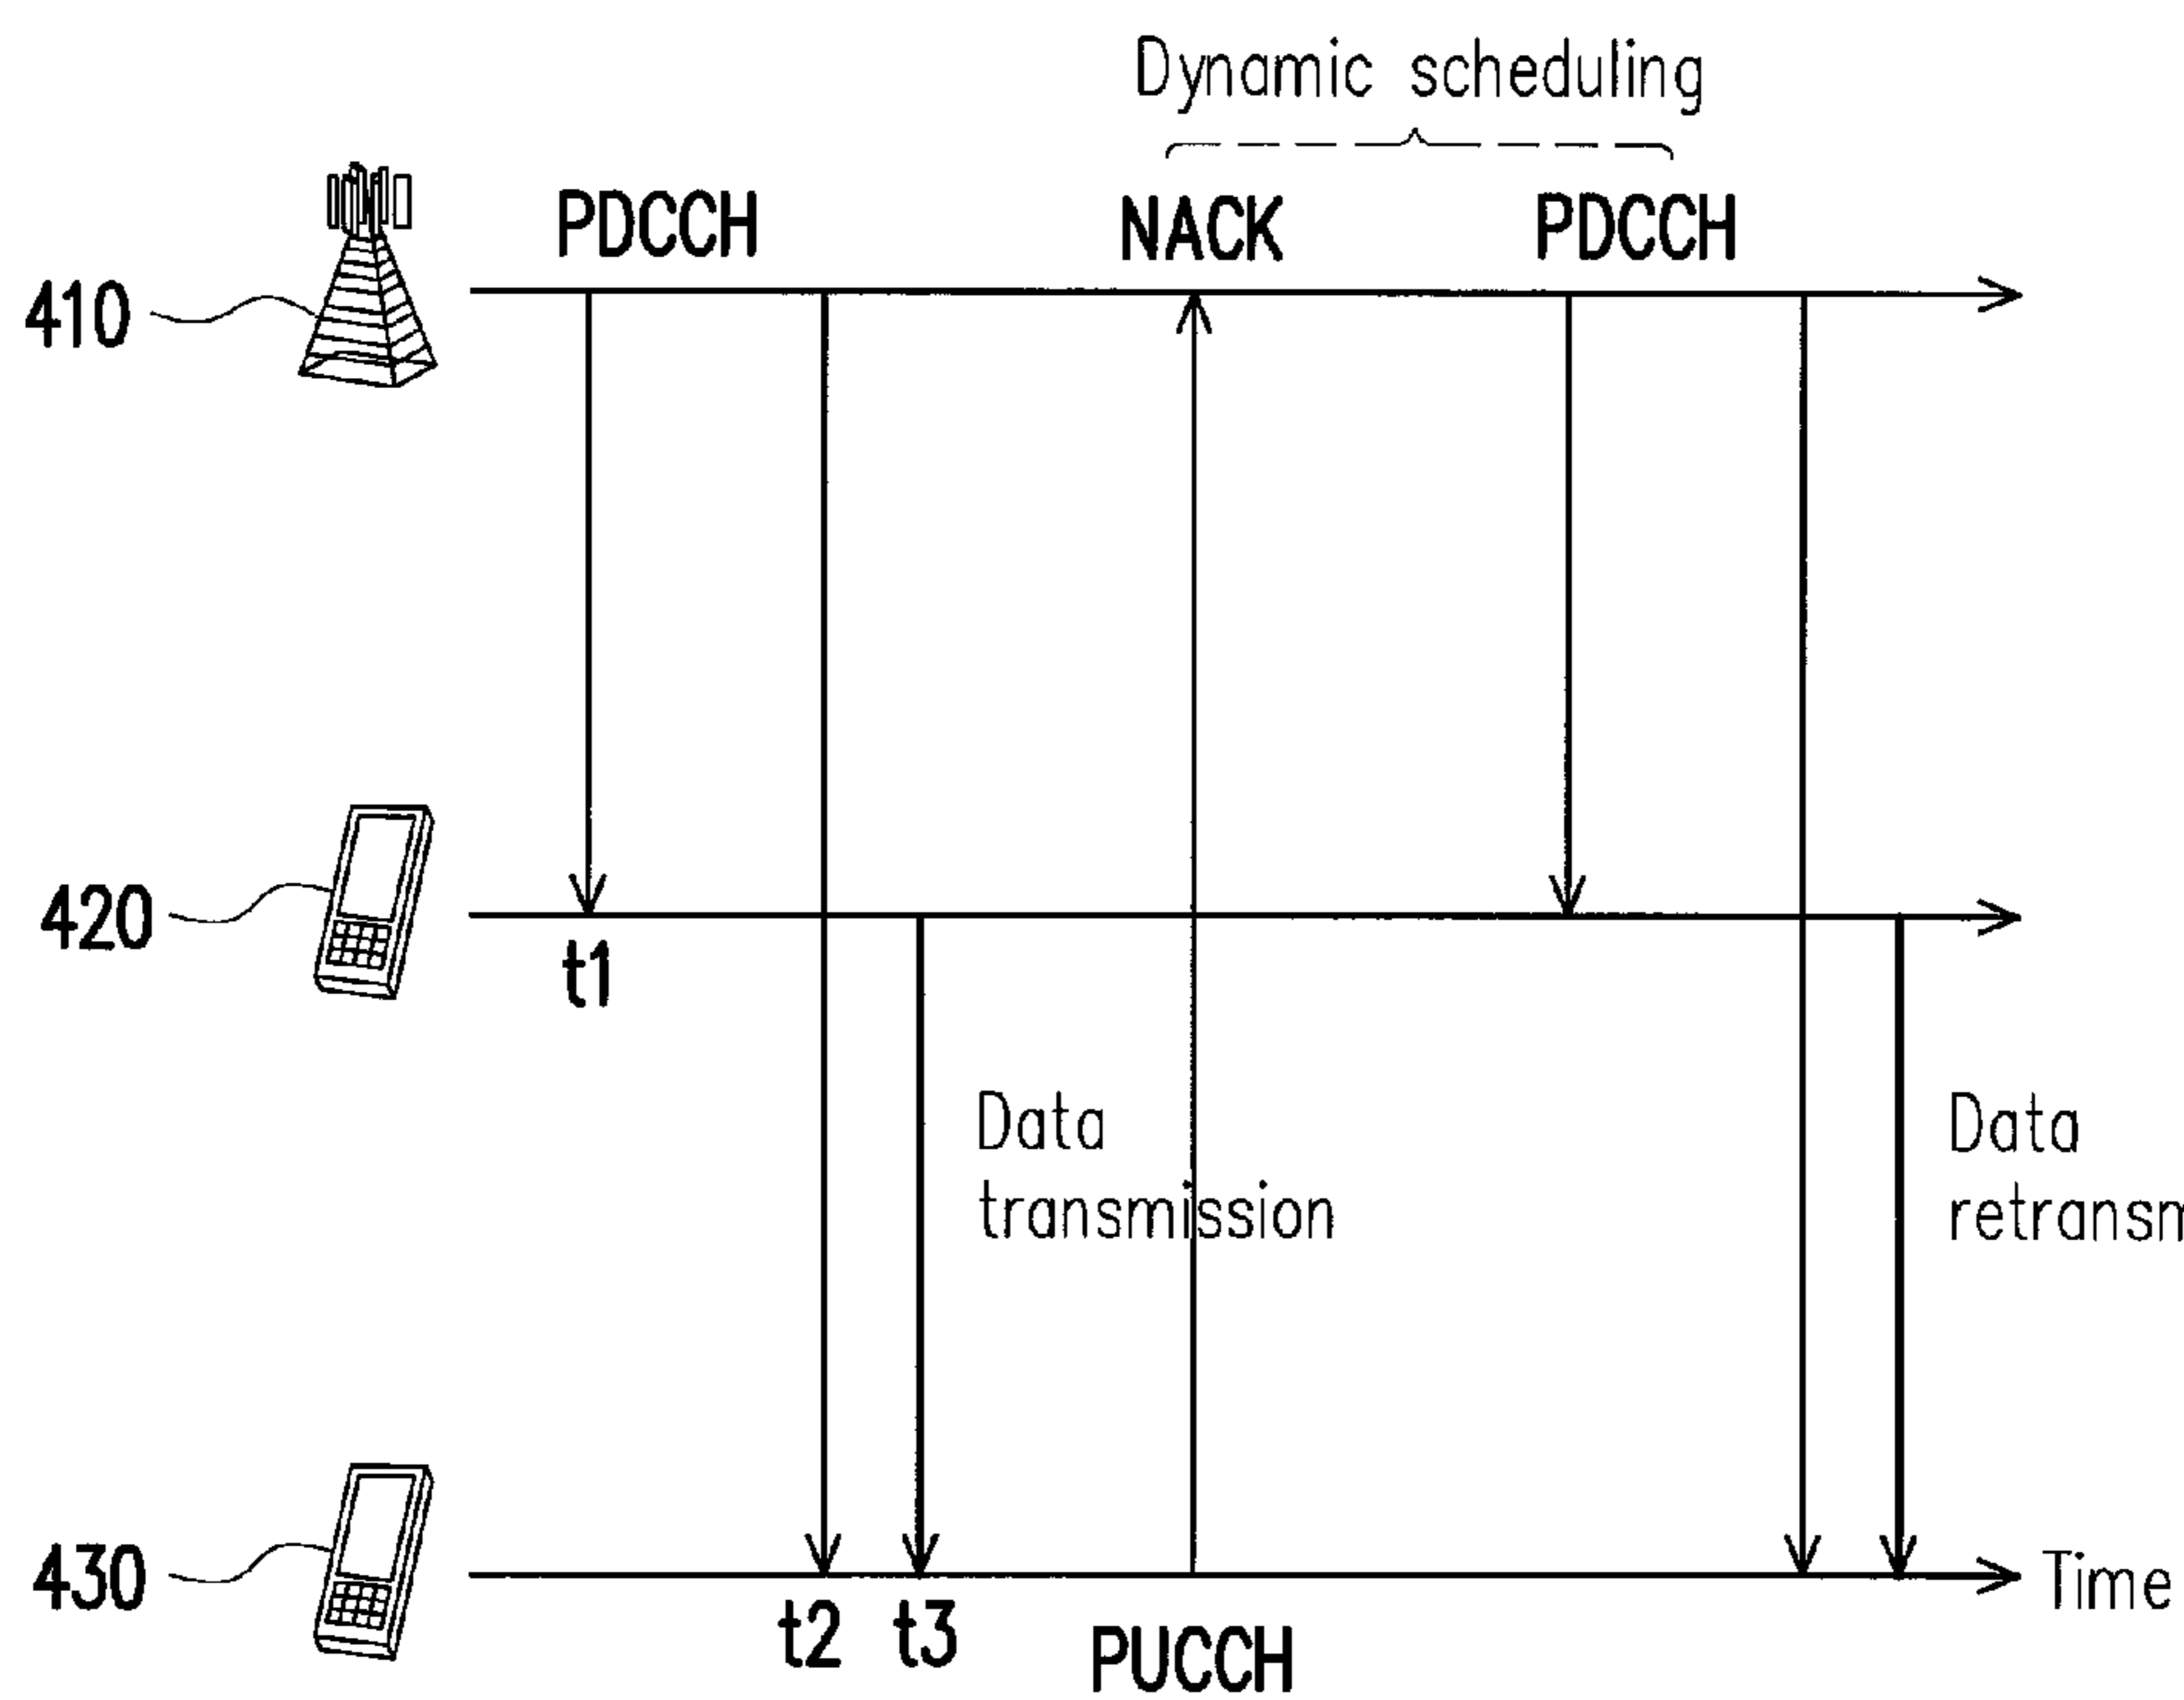 Dynamic scheduling
PDCCH
NACK
PDCCH
410
420
t1
Data
transmission
Data
430
Time
t2
t3
PUCCH